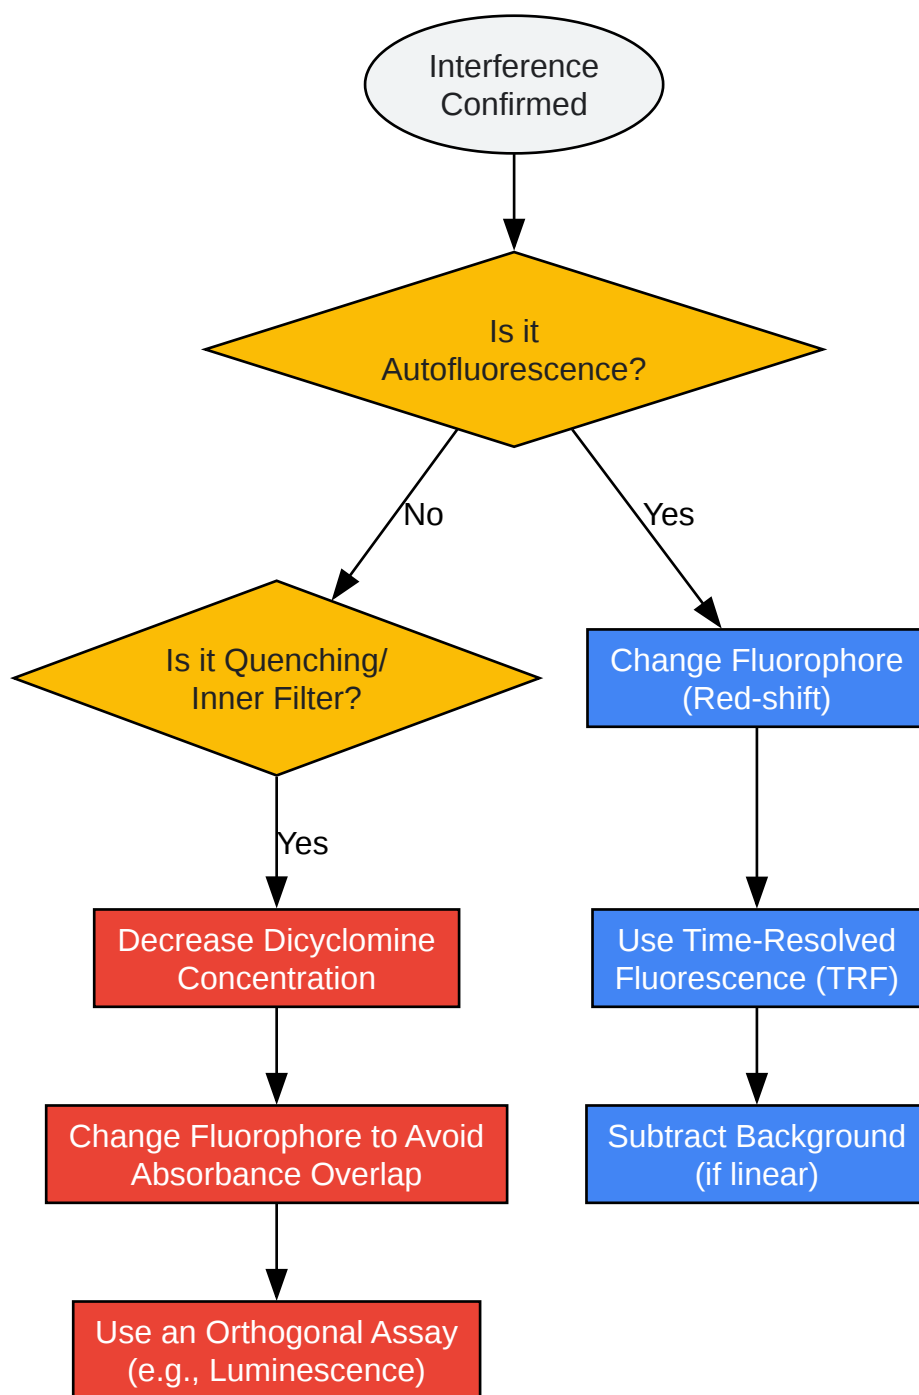 Interference
Confirmed
Is it
Autofluorescence?
No
Yes
Is it Quenching/
Inner Filter?
Change Fluorophore
(Red-shift)
Yes
Decrease Dicyclomine
Concentration
Use Time-Resolved
Fluorescence (TRF)
Change Fluorophore to Avoid
Absorbance Overlap
Subtract Background
(if linear)
Use an Orthogonal Assay
(e.g., Luminescence)